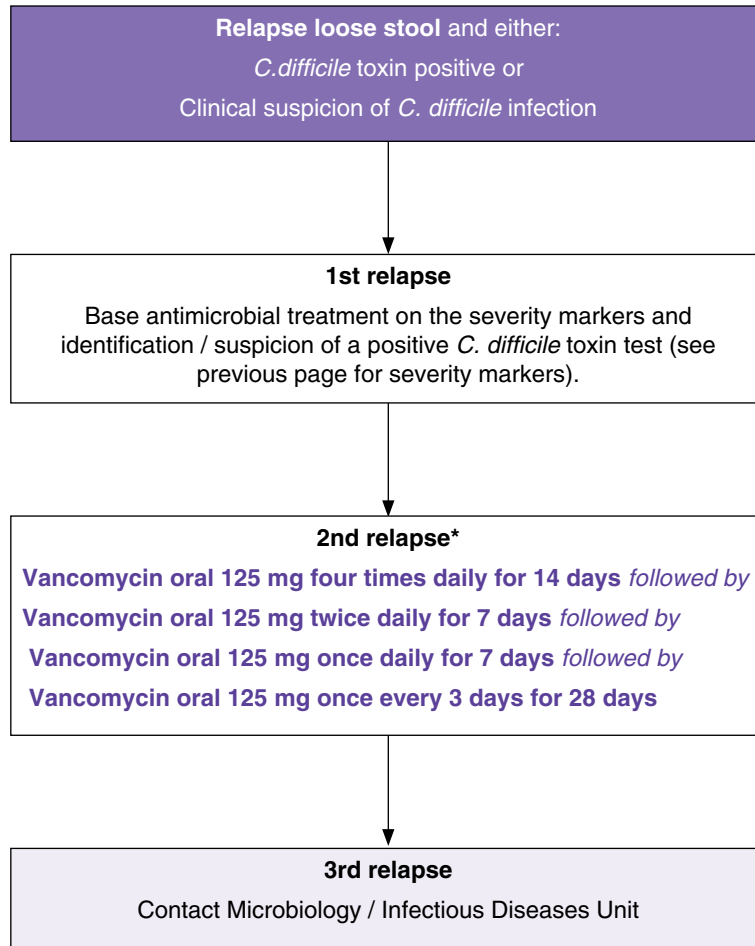 Relapse loose stool and either:
C.difficile toxin positive or
Clinical suspicion of C. difficile infection
1st relapse
Base antimicrobial treatment on the severity markers and
identification / suspicion of a positive C. difficile toxin test (see
previous page for severity markers).
2nd relapse*
Vancomycin oral 125 mg four times daily for 14 days followed by
Vancomycin oral 125 mg twice daily for 7 days followed by
Vancomycin oral 125 mg once daily for 7 days followed by
Vancomycin oral 125 mg once every 3 days for 28 days
3rd relapse
Contact Microbiology / Infectious Diseases Unit